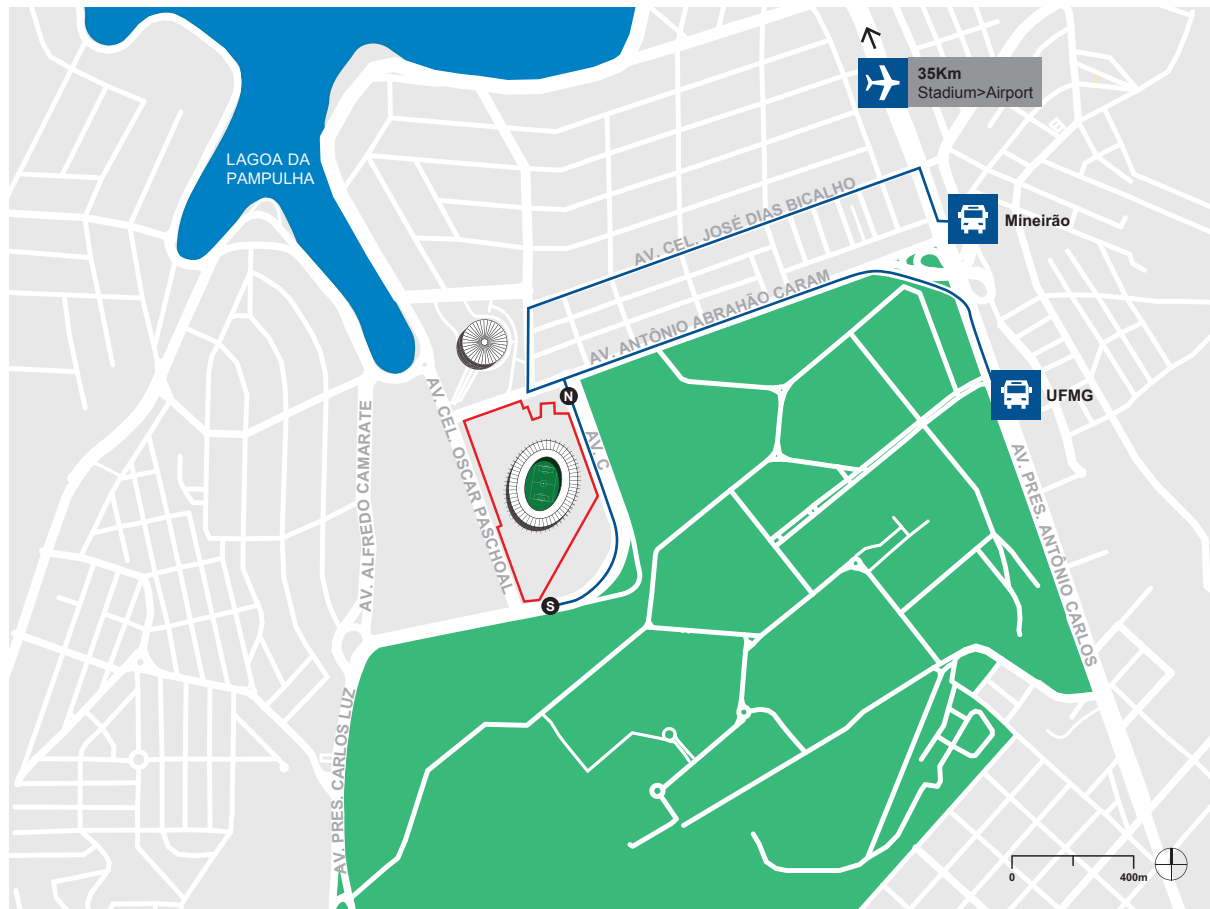 35Km
Stadium>Airport
LAGOA DA
PAMPULHA
Mineirão
AV. CEL. JOSÉ DIAS BICALHO
AV. ANTÔNIO ABRAHÃO CARAM
UFMG
N
AV. C
AV. CEL. OSCAR PASCHOAL
AV. ALFREDO CAMARATE
S
AV. PRES. ANTÔNIO CARLOS
AV. PRES. CARLOS LUZ
0
400m